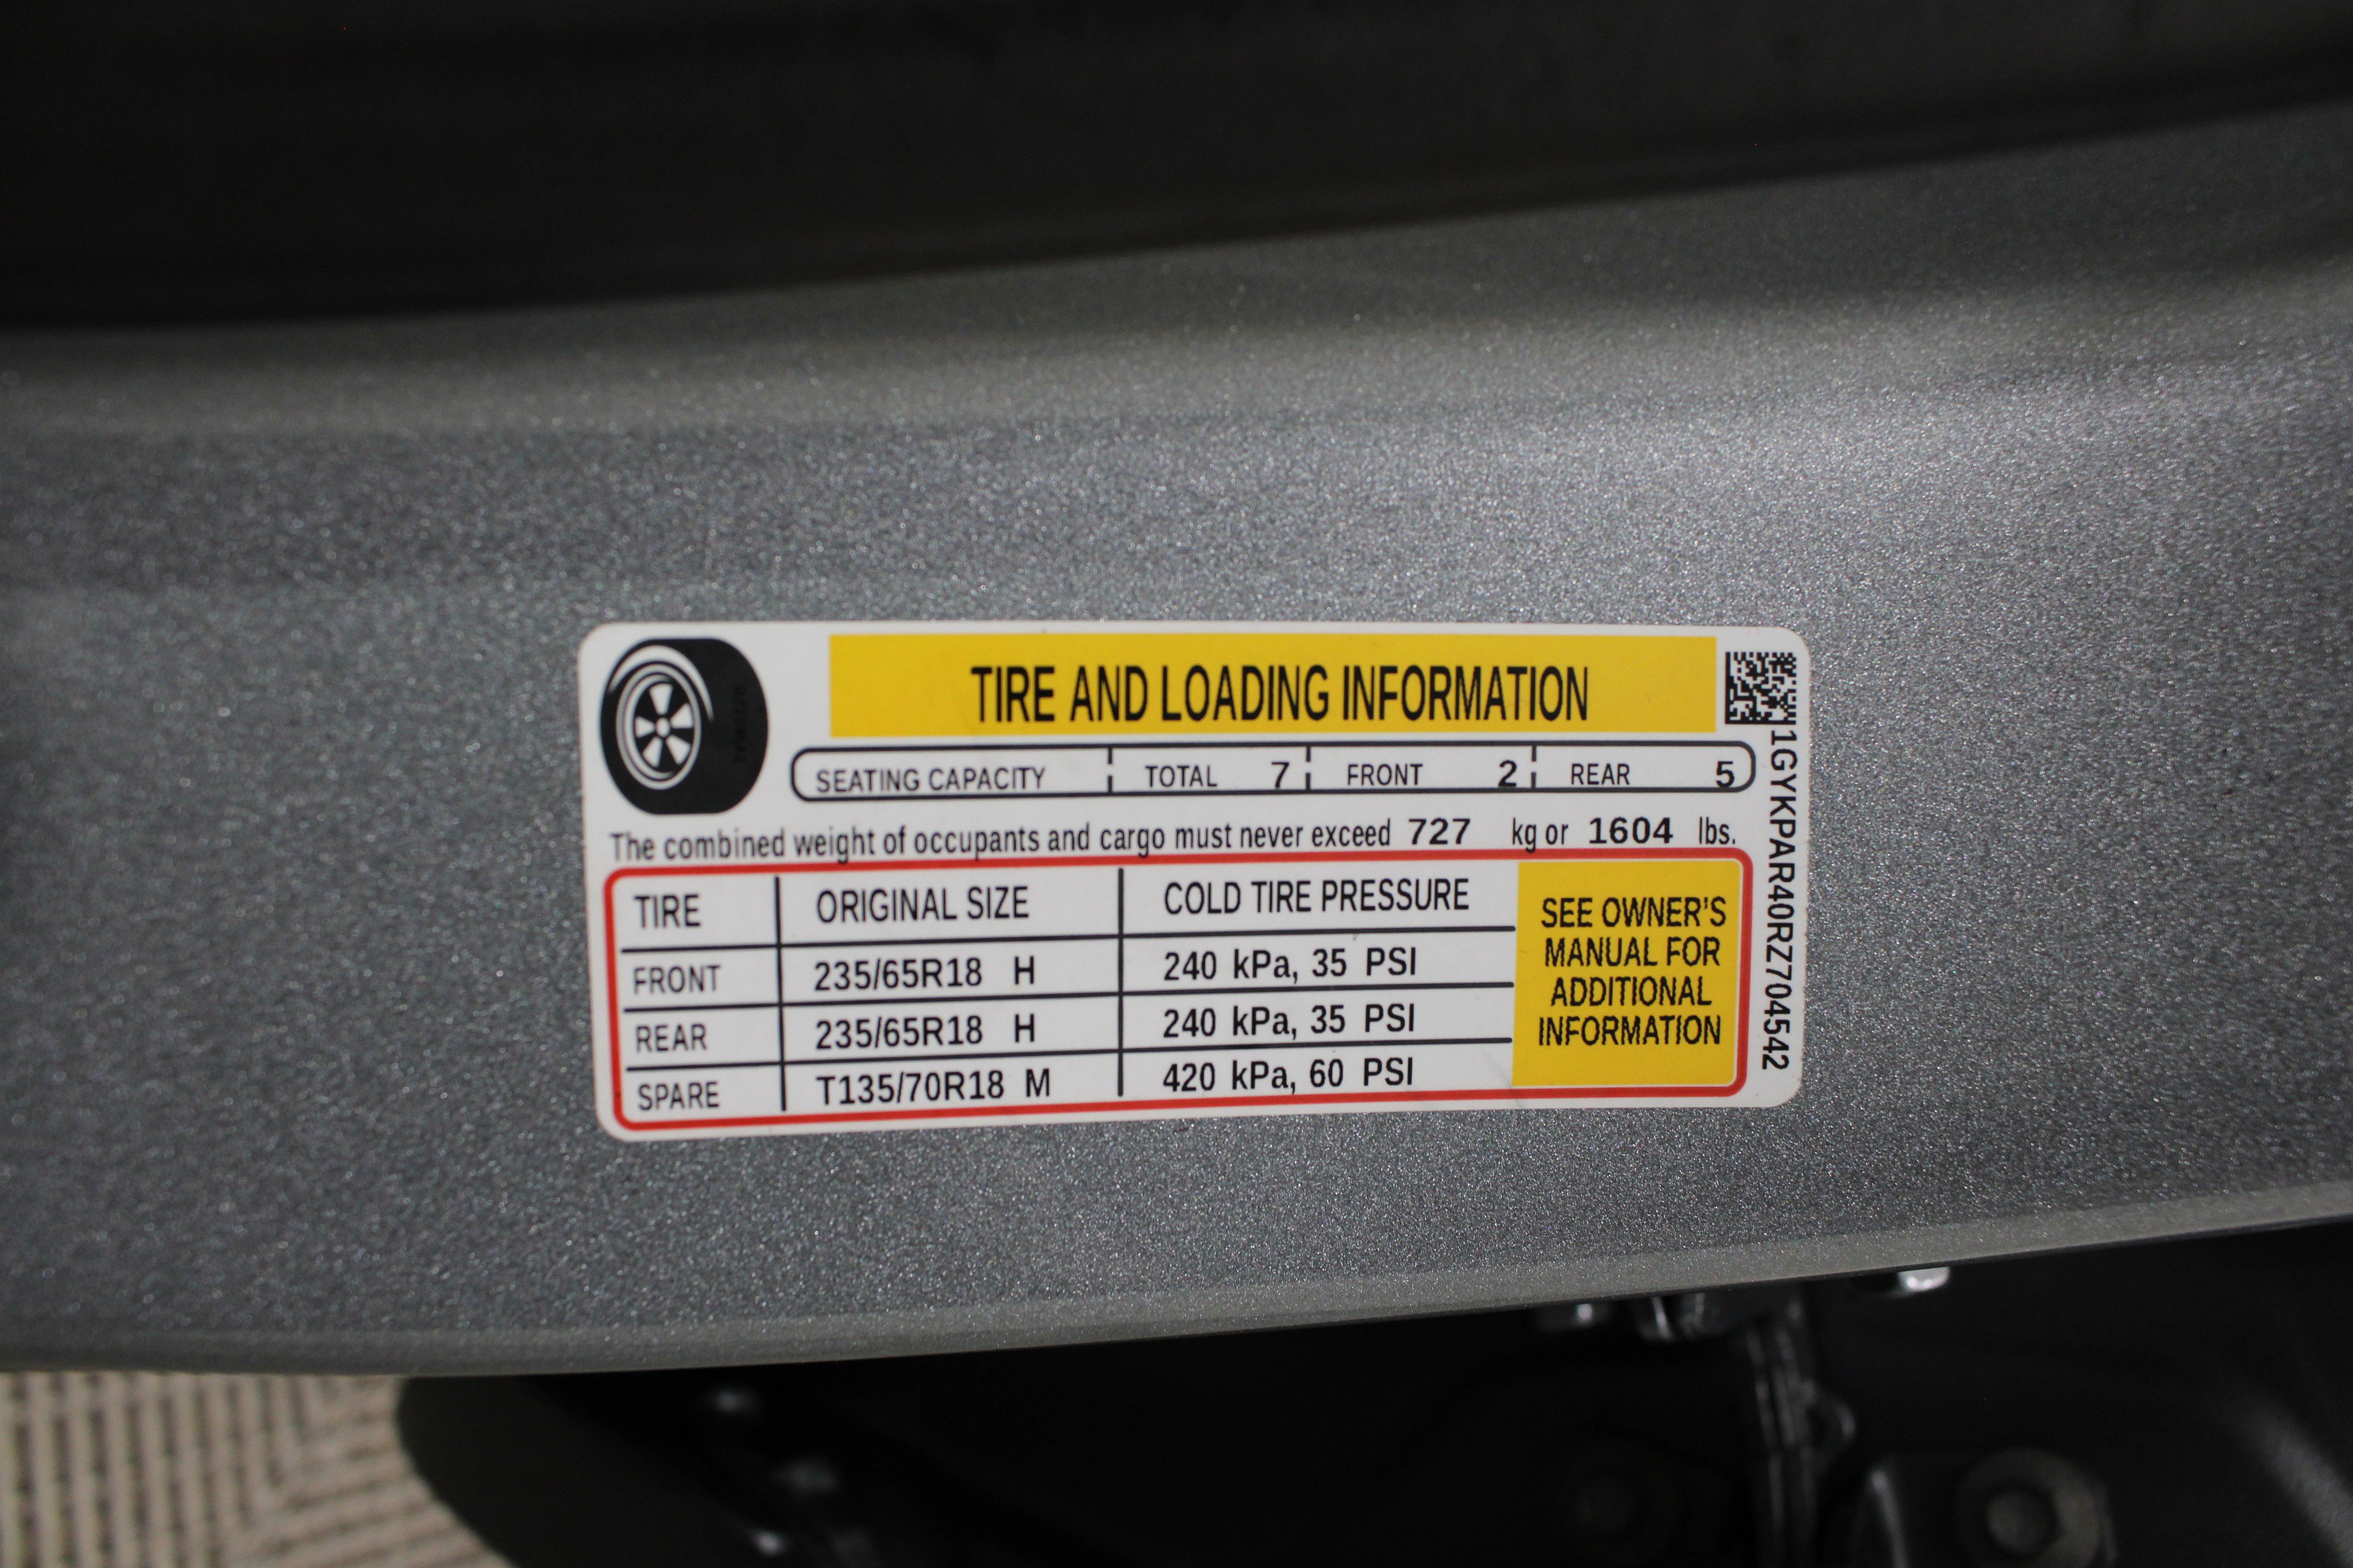 TIRE AND LOADING INFORMATION
SEATING CAPACITY TOTAL 7 FRONT 2 REAR 5
The combined weight of occupants and cargo must never exceed 727 kg or 1604 lbs.
TIRE ORIGINAL SIZE COLD TIRE PRESSURE
FRONT 235/65R18 H 240 kPa, 35 PSI
REAR 235/65R18 H 240 kPa, 35 PSI
SPARE T135/70R18 M 420 kPa, 60 PSI
SEE OWNER'S
MANUAL FOR
ADDITIONAL
INFORMATION
1GYKPAR40RZ704542